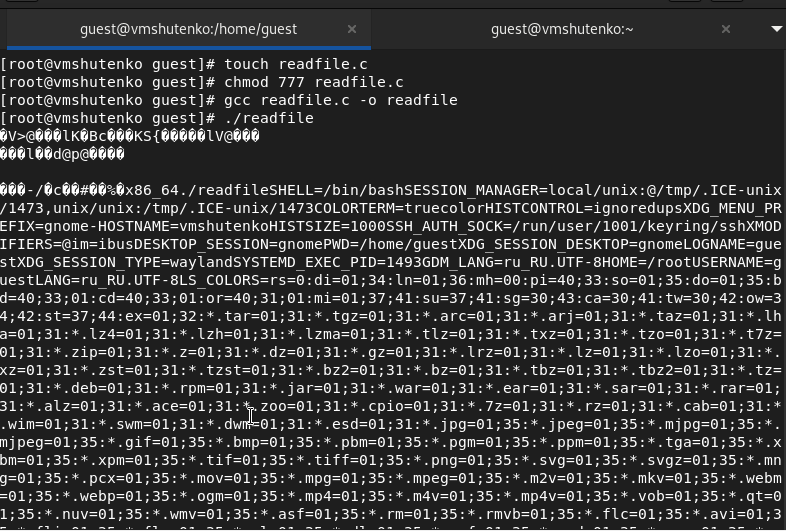 guest@vmshutenko:/home/guest × guest@vmshutenko:~ ×
[root@vmshutenko guest]# touch readfile.c
[root@vmshutenko guest]# chmod 777 readfile.c
[root@vmshutenko guest]# gcc readfile.c -o readfile
[root@vmshutenko guest]# ./readfile
�V>@���lK�Bc���KS{�����lV@���
���l��d@p@����
���-/�c��#��%�x86_64./readfileSHELL=/bin/bashSESSION_MANAGER=local/unix:@/tmp/.ICE-unix
/1473,unix/unix:/tmp/.ICE-unix/1473COLORTERM=truecolorHISTCONTROL=ignoredupsXDG_MENU_PR
EFIX=gnome-HOSTNAME=vmshutenkoHISTSIZE=1000SSH_AUTH_SOCK=/run/user/1001/keyring/sshXMOD
IFIERS=@im=ibusDESKTOP_SESSION=gnomePWD=/home/guestXDG_SESSION_DESKTOP=gnomeLOGNAME=gue
stXDG_SESSION_TYPE=waylandSYSTEMD_EXEC_PID=1493GDM_LANG=ru_RU.UTF-8HOME=/rootUSERNAME=g
uestLANG=ru_RU.UTF-8LS_COLORS=rs=0:di=01;34:ln=01;36:mh=00:pi=40;33:so=01;35:do=01;35:b
d=40;33;01:cd=40;33;01:or=40;31;01:mi=01;37;41:su=37;41:sg=30;43:ca=30;41:tw=30;42:ow=3
4;42:st=37;44:ex=01;32:*.tar=01;31:*.tgz=01;31:*.arc=01;31:*.arj=01;31:*.taz=01;31:*.lh
a=01;31:*.lz4=01;31:*.lzh=01;31:*.lzma=01;31:*.tlz=01;31:*.txz=01;31:*.tzo=01;31:*.t7z=
01;31:*.zip=01;31:*.z=01;31:*.dz=01;31:*.gz=01;31:*.lrz=01;31:*.lz=01;31:*.lzo=01;31:*.
xz=01;31:*.zst=01;31:*.tzst=01;31:*.bz2=01;31:*.bz=01;31:*.tbz=01;31:*.tbz2=01;31:*.tz=
01;31:*.deb=01;31:*.rpm=01;31:*.jar=01;31:*.war=01;31:*.ear=01;31:*.sar=01;31:*.rar=01;
31:*.alz=01;31:*.ace=01;31:*.zoo=01;31:*.cpio=01;31:*.7z=01;31:*.rz=01;31:*.cab=01;31:*
.wim=01;31:*.swm=01;31:*.dwm=01;31:*.esd=01;31:*.jpg=01;35:*.jpeg=01;35:*.mjpg=01;35:*.
mjpeg=01;35:*.gif=01;35:*.bmp=01;35:*.pbm=01;35:*.pgm=01;35:*.ppm=01;35:*.tga=01;35:*.x
bm=01;35:*.xpm=01;35:*.tif=01;35:*.tiff=01;35:*.png=01;35:*.svg=01;35:*.svgz=01;35:*.mn
g=01;35:*.pcx=01;35:*.mov=01;35:*.mpg=01;35:*.mpeg=01;35:*.m2v=01;35:*.mkv=01;35:*.webm
=01;35:*.webp=01;35:*.ogm=01;35:*.mp4=01;35:*.m4v=01;35:*.mp4v=01;35:*.vob=01;35:*.qt=0
1;35:*.nuv=01;35:*.wmv=01;35:*.asf=01;35:*.rm=01;35:*.rmvb=01;35:*.flc=01;35:*.avi=01;3